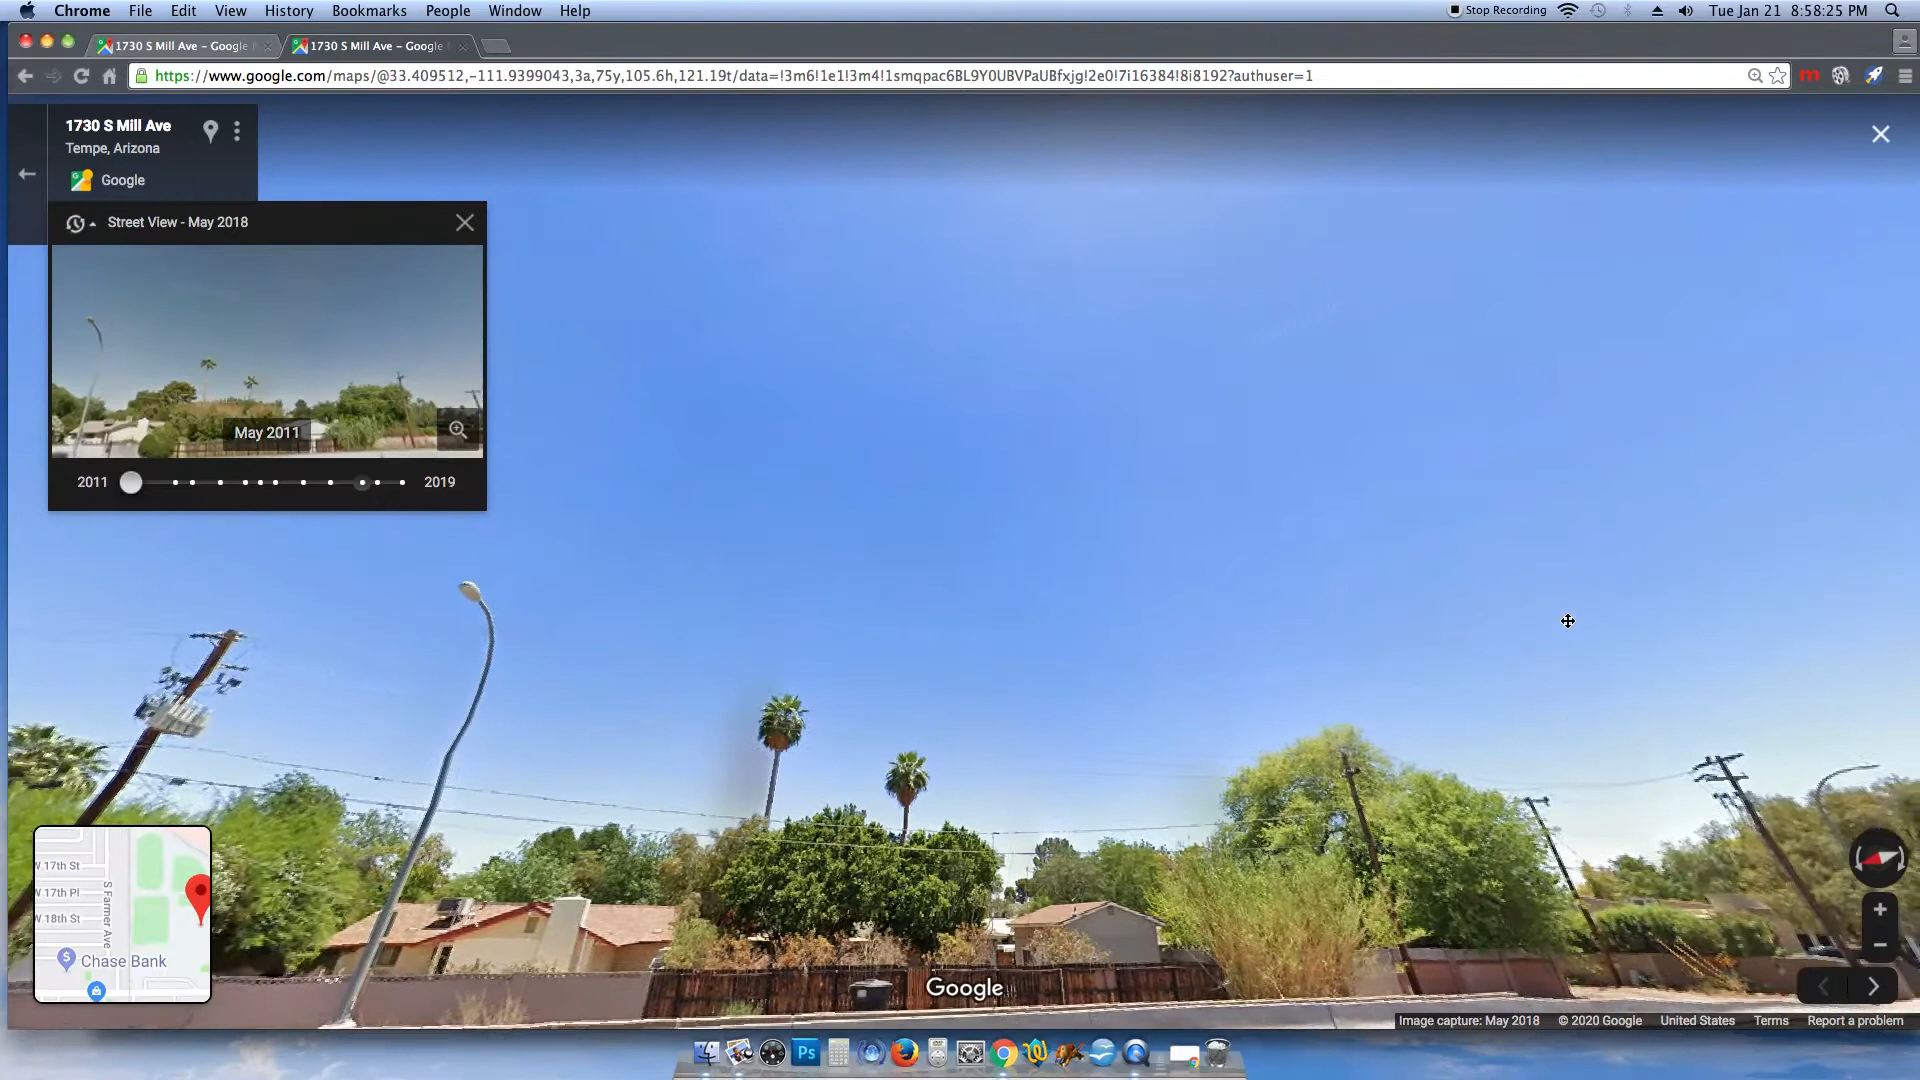 Chrome File Edit View History Bookmarks People Window Help
Stop Recording Tue Jan 21 8:58:25 PM
1730 S Mill Ave – Google
1730 S Mill Ave – Google
https://www.google.com/maps/@33.409512,-111.9399043,3a,75y,105.6h,121.19t/data=!3m6!1e1!3m4!1smqpac6BL9Y0UBVPaUBfxjg!2e0!7i16384!8i8192?authuser=1
m
1730 S Mill Ave
Tempe, Arizona
Google
Street View - May 2018
May 2011
2011
2019
W 17th St
W 17th Pl
W 18th St
S Farmer Ave
$ Chase Bank
Google
Image capture: May 2018 © 2020 Google United States Terms Report a problem
Ps